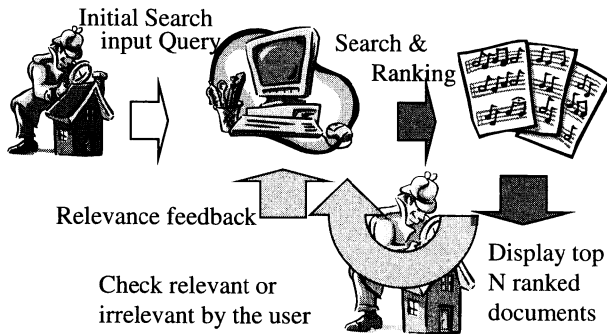 Initial Search
input Query
Search &
Ranking
Relevance feedback
Display top
N ranked
documents
Check relevant or
irrelevant by the user